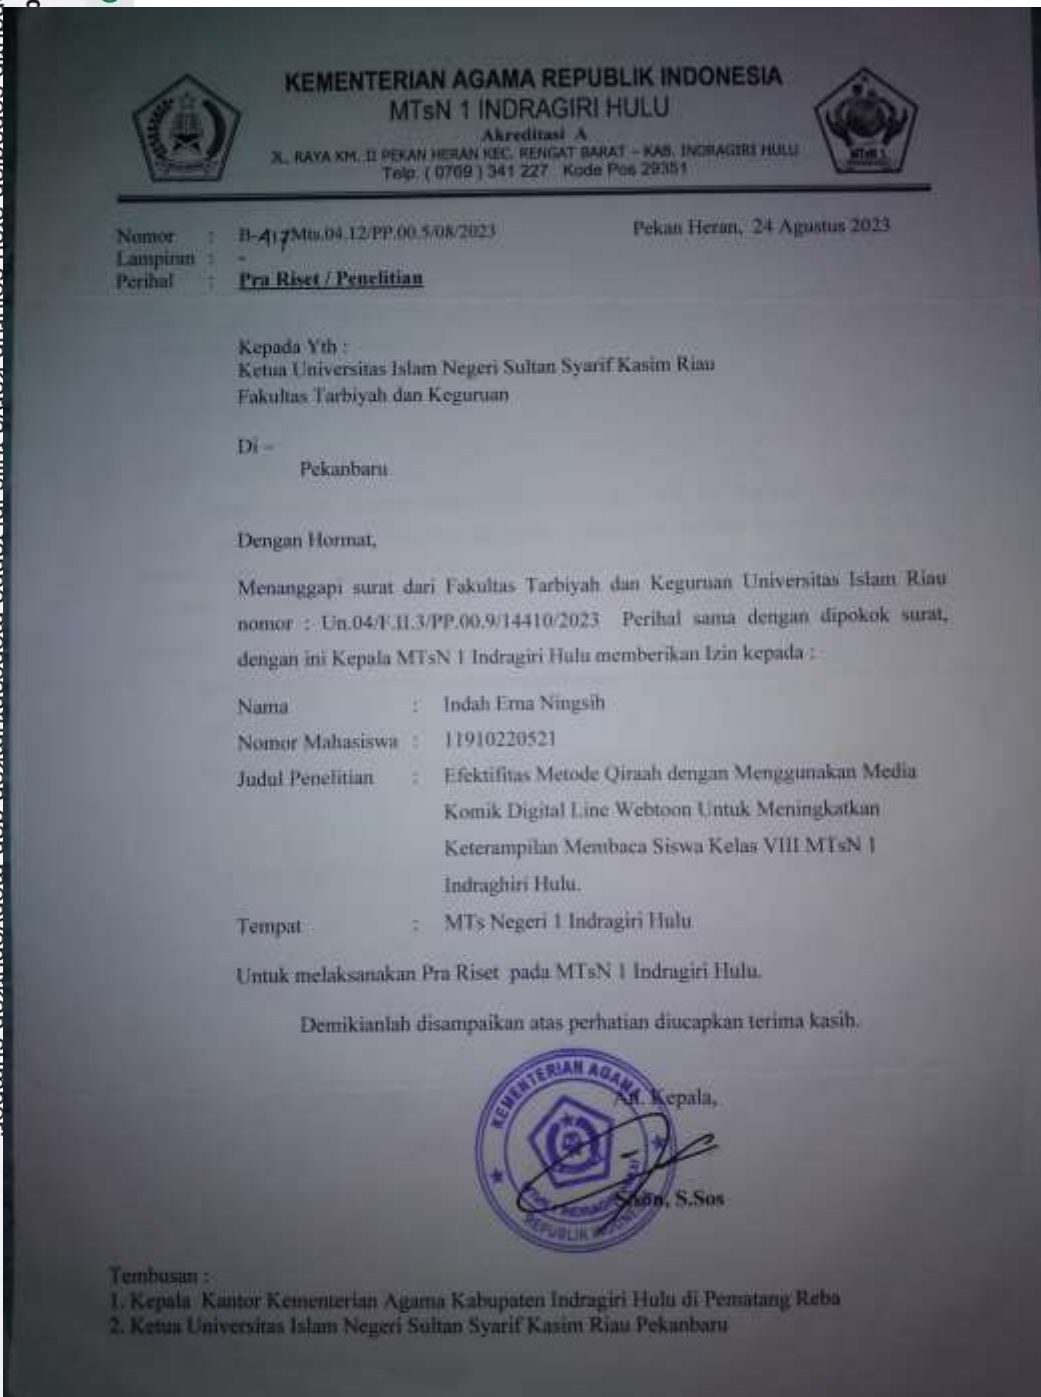 KEMENTERIAN AGAMA REPUBLIK INDONESIA
MTsN 1 INDRAGIRI HULU
Akreditasi A
JL. RAYA KM. II PEKAN HERAN KEC. RENGAT BARAT – KAB. INDRAGIRI HULU
Telp. ( 0769 ) 341 227 Kode Pos 29351
Nomor : B-417Mts.04.12/PP.00.5/08/2023 Pekan Heran, 24 Agustus 2023
Lampiran : -
Perihal : Pra Riset / Penelitian
Kepada Yth :
Ketua Universitas Islam Negeri Sultan Syarif Kasim Riau
Fakultas Tarbiyah dan Keguruan
Di –
Pekanbaru
Dengan Hormat,
Menanggapi surat dari Fakultas Tarbiyah dan Keguruan Universitas Islam Riau
nomor : Un.04/F.II.3/PP.00.9/14410/2023 Perihal sama dengan dipokok surat,
dengan ini Kepala MTsN 1 Indragiri Hulu memberikan Izin kepada :
Nama : Indah Erna Ningsih
Nomor Mahasiswa : 11910220521
Judul Penelitian : Efektifitas Metode Qiraah dengan Menggunakan Media
Komik Digital Line Webtoon Untuk Meningkatkan
Keterampilan Membaca Siswa Kelas VIII MTsN 1
Indraghiri Hulu.
Tempat : MTs Negeri 1 Indragiri Hulu
Untuk melaksanakan Pra Riset pada MTsN 1 Indragiri Hulu.
Demikianlah disampaikan atas perhatian diucapkan terima kasih.
KEMENTERIAN AGAMA
An. Kepala,
S.Sos
REPUBLIK INDONESIA
Tembusan :
1. Kepala Kantor Kementerian Agama Kabupaten Indragiri Hulu di Pematang Reba
2. Ketua Universitas Islam Negeri Sultan Syarif Kasim Riau Pekanbaru